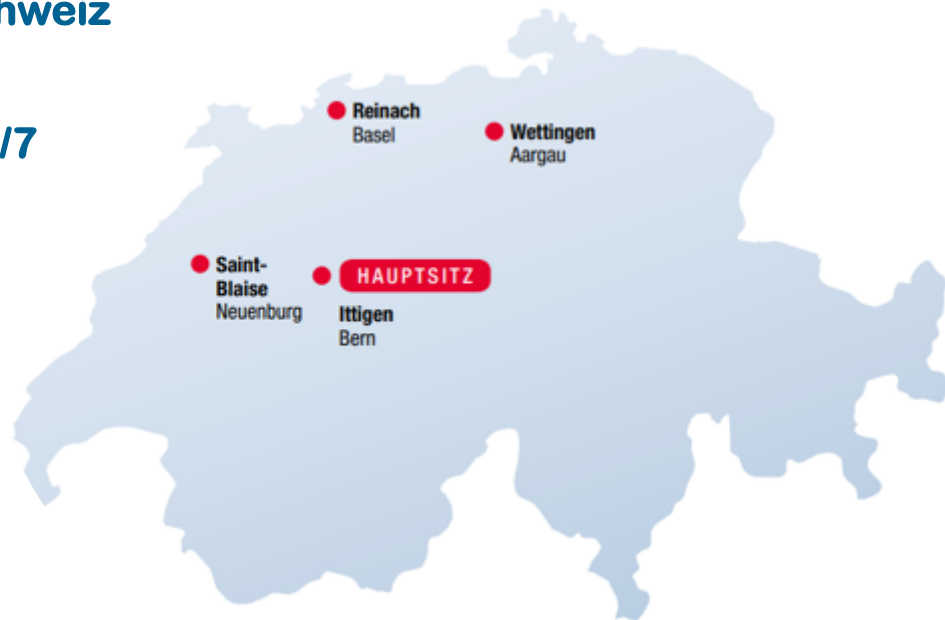 hweiz
/7
Reinach
Basel
Wettingen
Aargau
Saint-
Blaise
Neuenburg
HAUPTSITZ
Ittigen
Bern